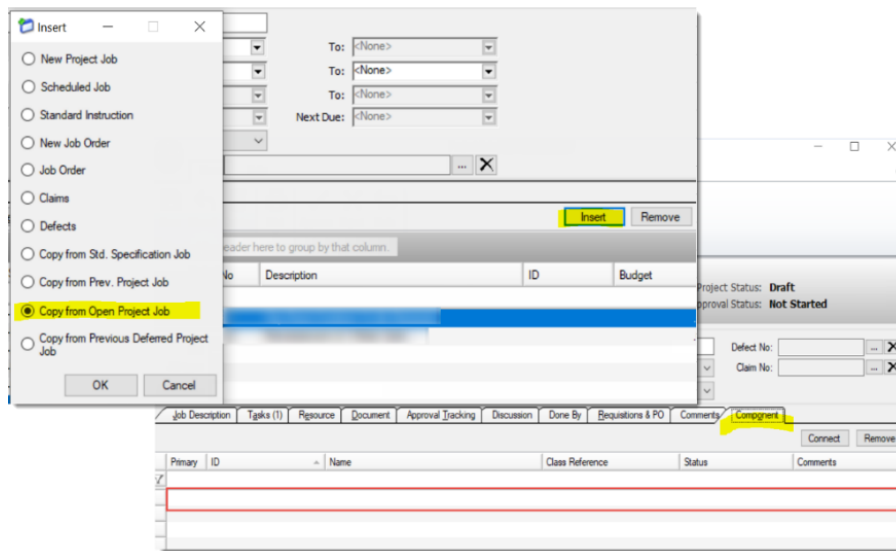 Insert
New Project Job
Scheduled Job
Standard Instruction
New Job Order
Job Order
Claims
Defects
Copy from Std. Specification Job
Copy from Prev. Project Job
Copy from Open Project Job
Copy from Previous Deferred Project
Job
OK Cancel
To: <None>
To: <None>
To: <None>
Next Due: <None>
...
Insert Remove
eader here to group by that column.
No Description ID Budget
Project Status: Draft
pproval Status: Not Started
Defect No: ...
Claim No: ...
Job Description Tasks (1) Resource Document Approval Tracking Discussion Done By Requistions & PO Comments Component
Connect Remove
Primary ID Name Class Reference Status Comments